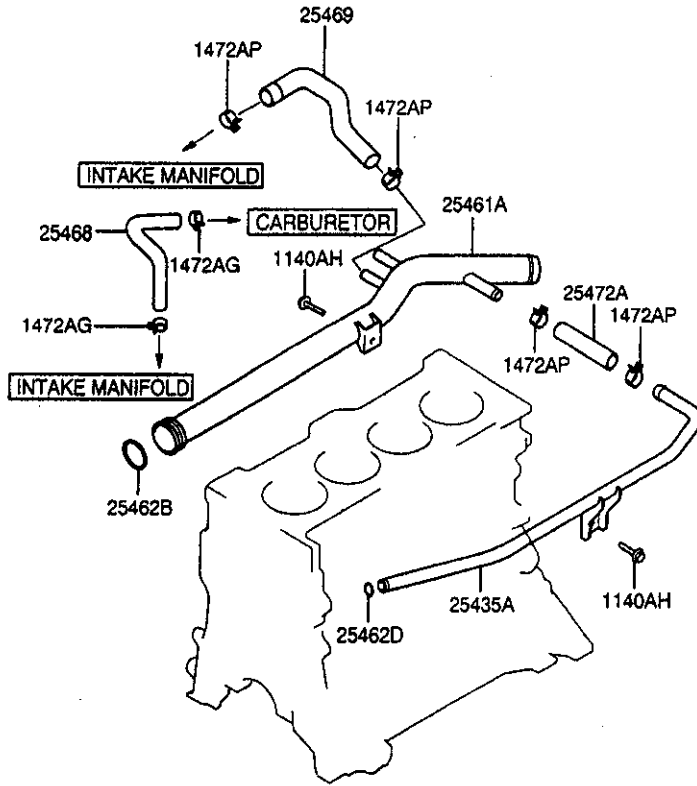 25469
1472AP
1472AP
INTAKE MANIFOLD
25461A
CARBURETOR
25468
1472AG
1140AH
25472A
1472AP
1472AG
1472AP
INTAKE MANIFOLD
25462B
1140AH
25435A
25462D